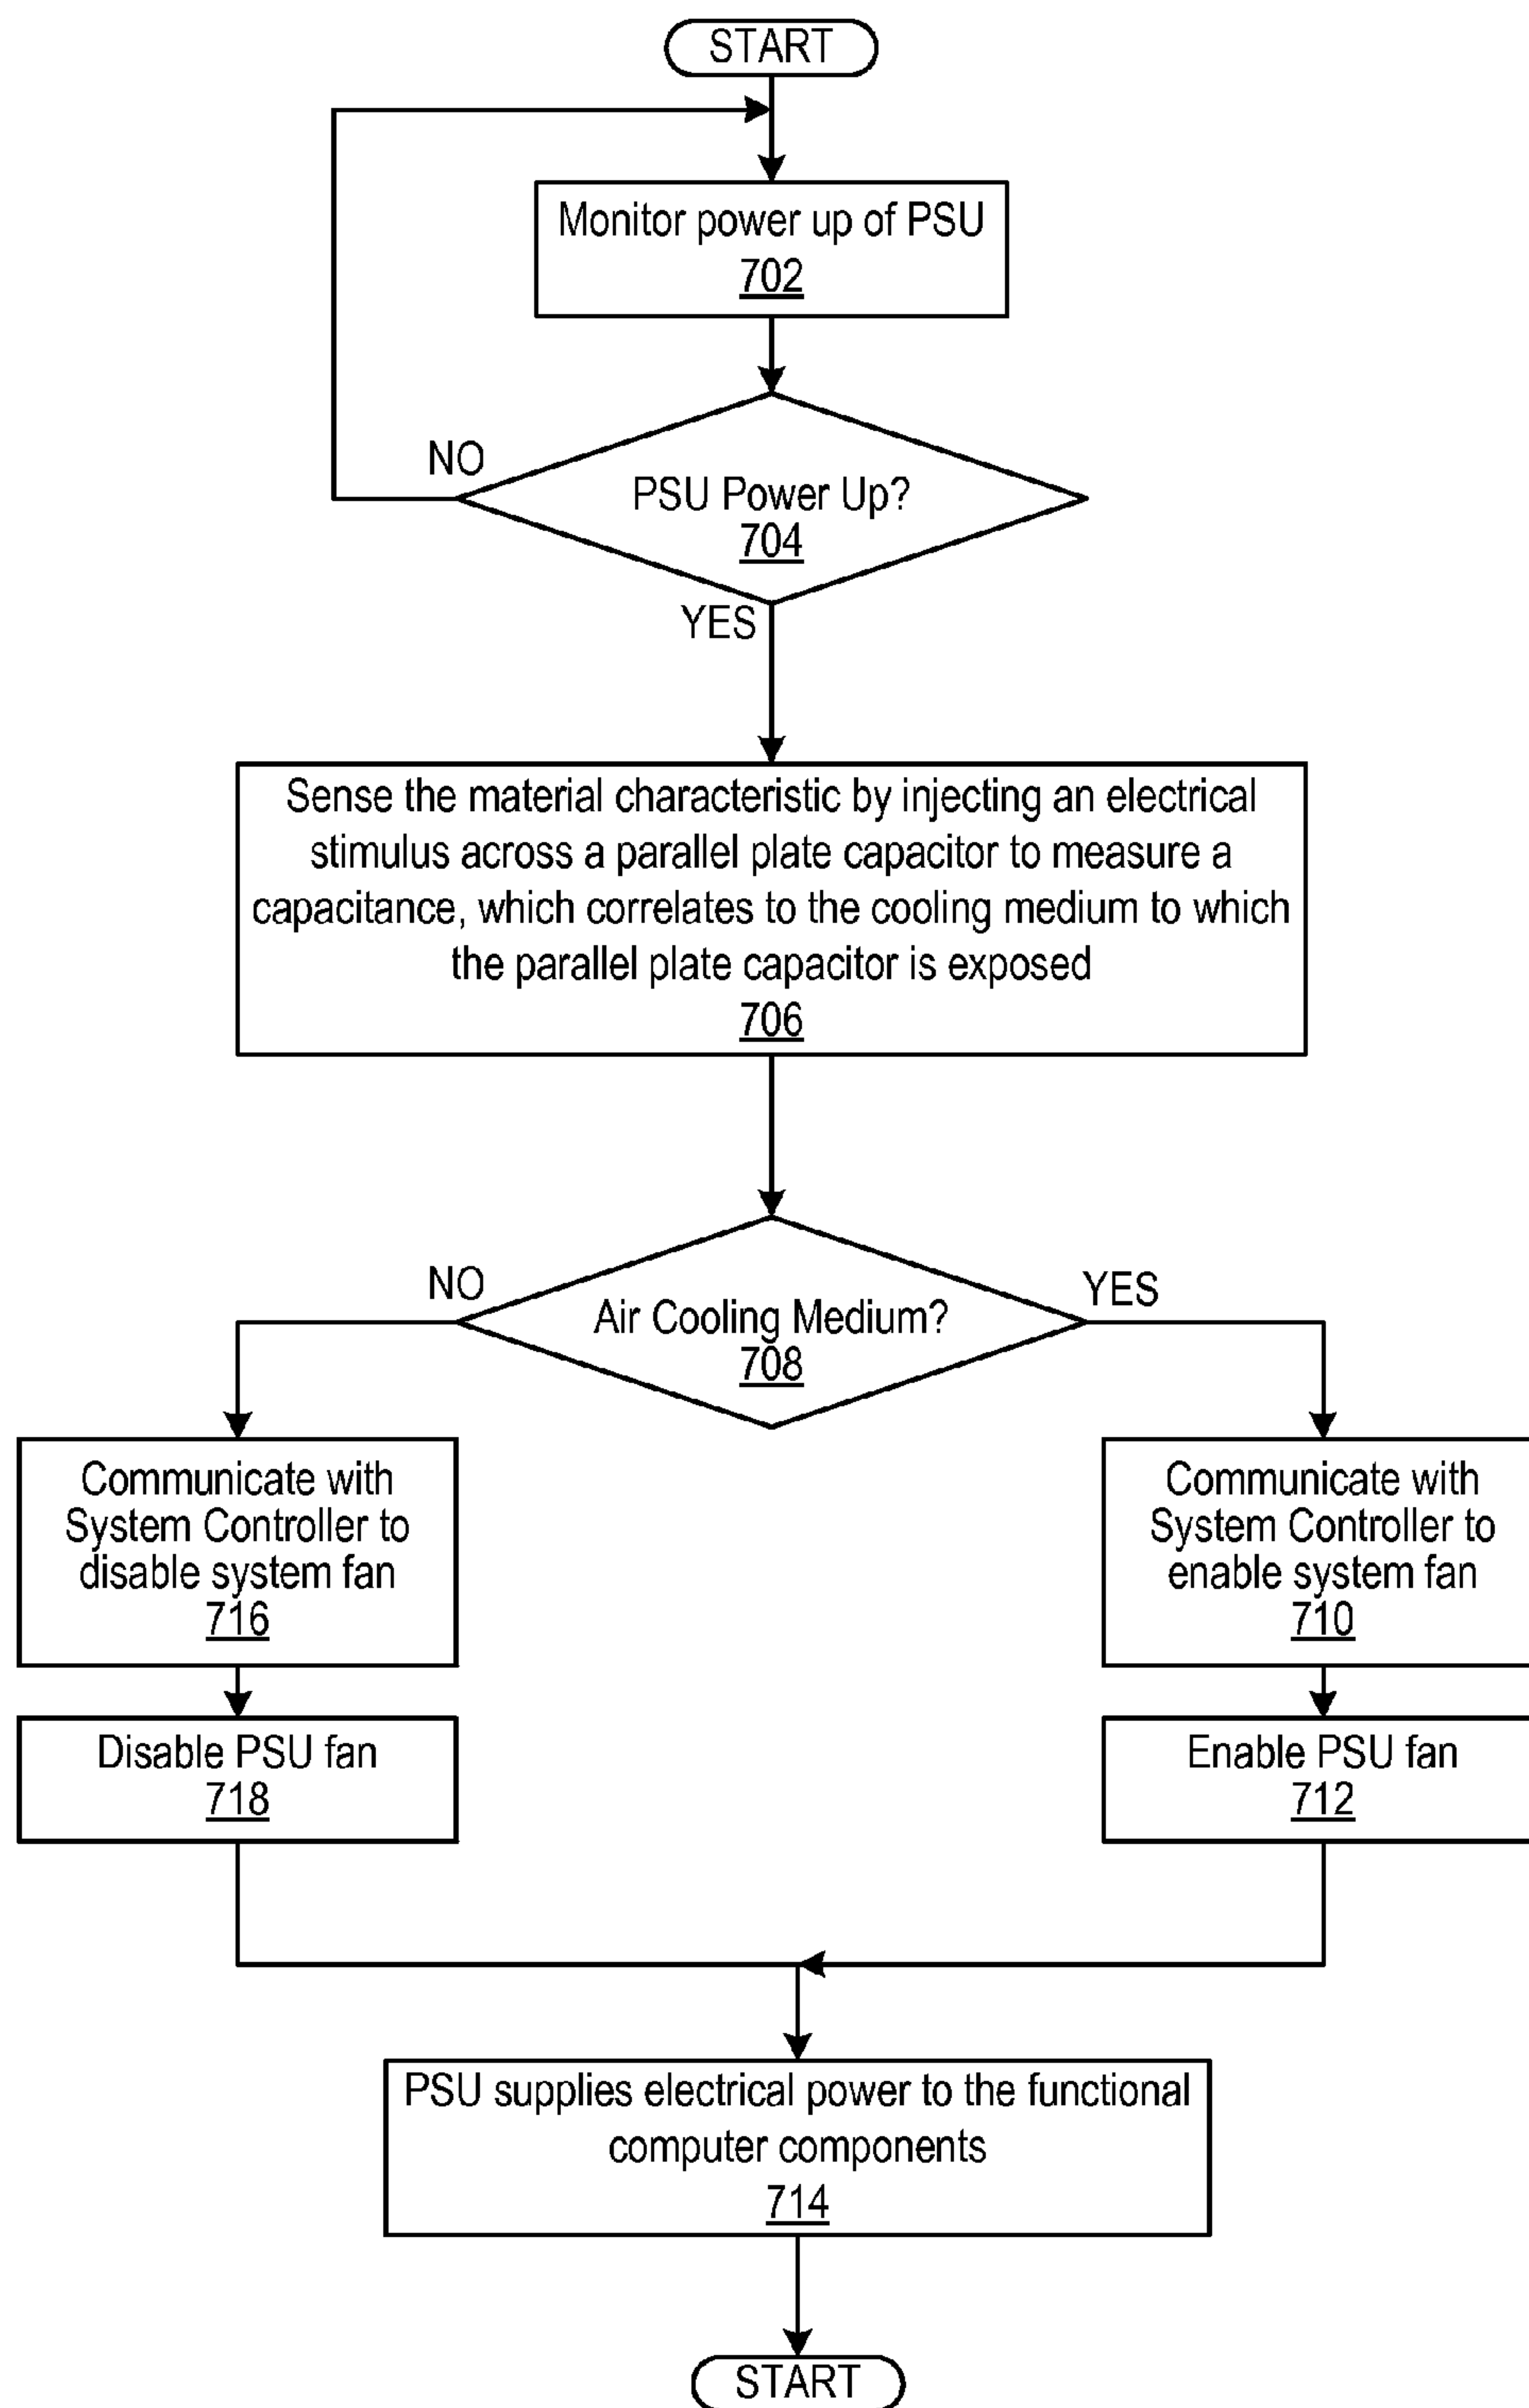 START
Monitor power up of PSU
702
NO
PSU Power Up?
704
YES
Sense the material characteristic by injecting an electrical
stimulus across a parallel plate capacitor to measure a
capacitance, which correlates to the cooling medium to which
the parallel plate capacitor is exposed
706
NO
YES
Air Cooling Medium?
708
Communicate with
System Controller to
disable system fan
716
Communicate with
System Controller to
enable system fan
710
Disable PSU fan
718
Enable PSU fan
712
PSU supplies electrical power to the functional
computer components
714
START